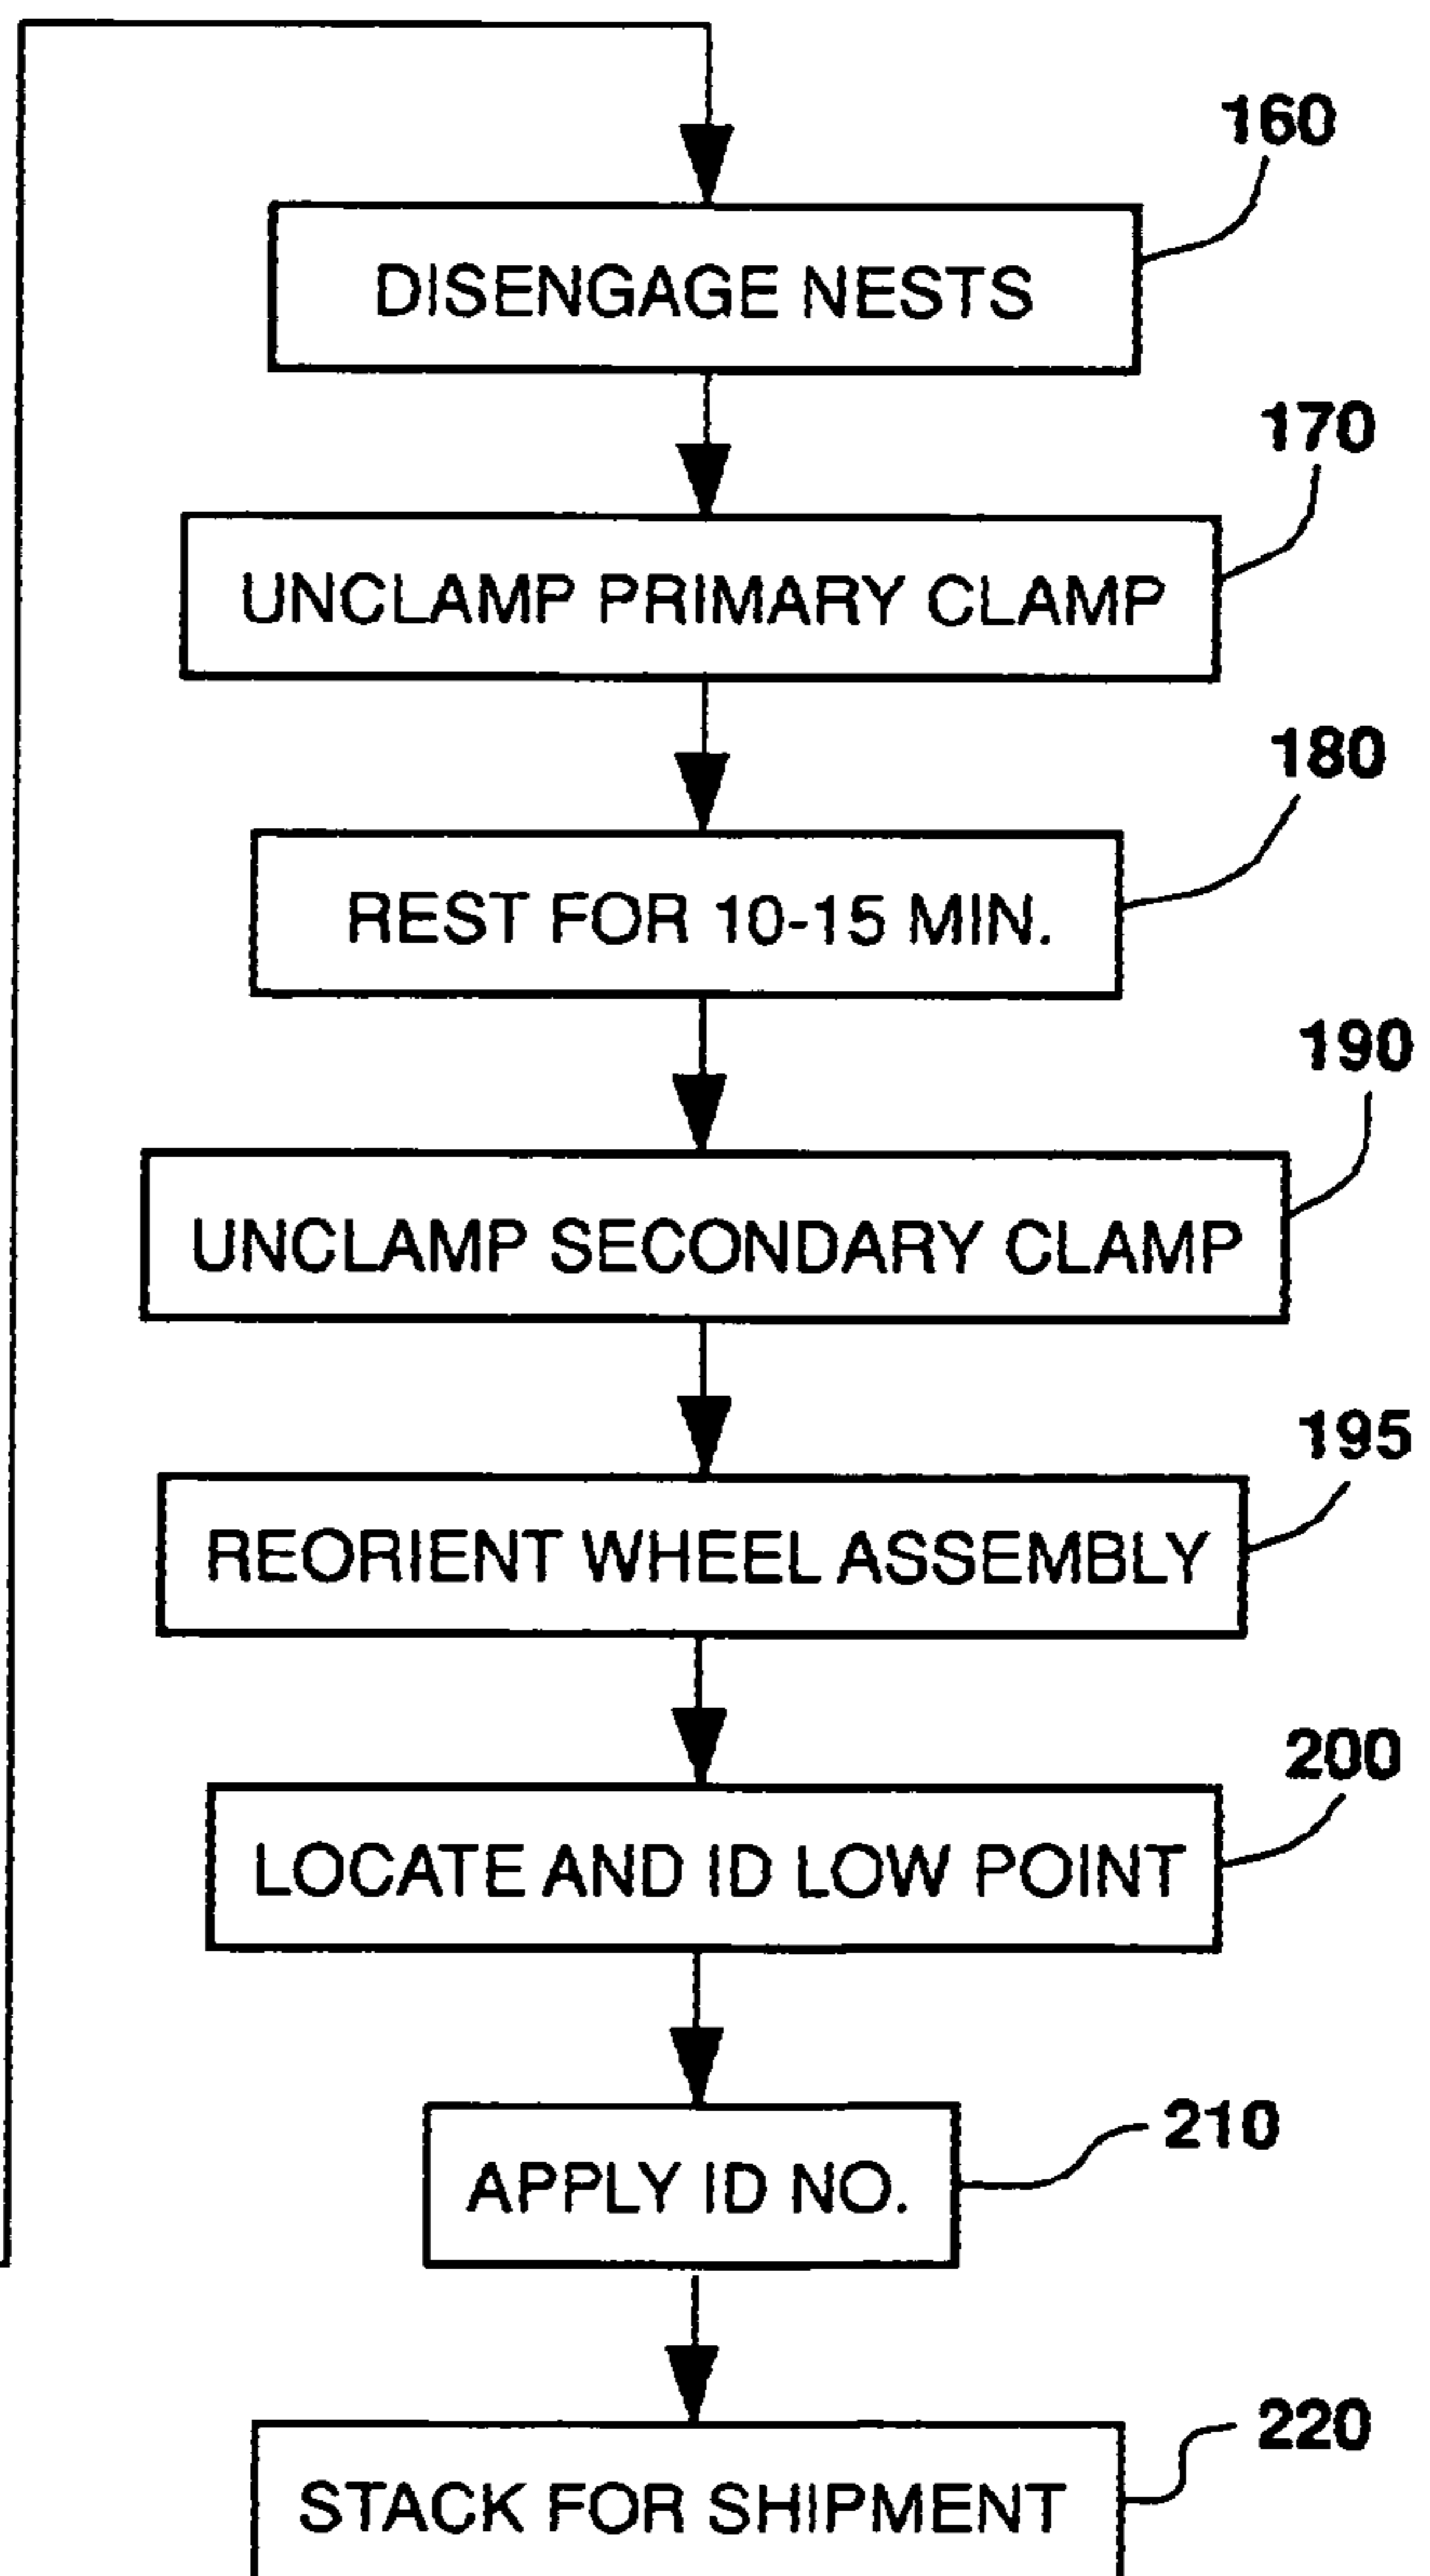 160
DISENGAGE NESTS
170
UNCLAMP PRIMARY CLAMP
180
REST FOR 10-15 MIN.
190
UNCLAMP SECONDARY CLAMP
195
REORIENT WHEEL ASSEMBLY
200
LOCATE AND ID LOW POINT
210
APPLY ID NO.
220
STACK FOR SHIPMENT